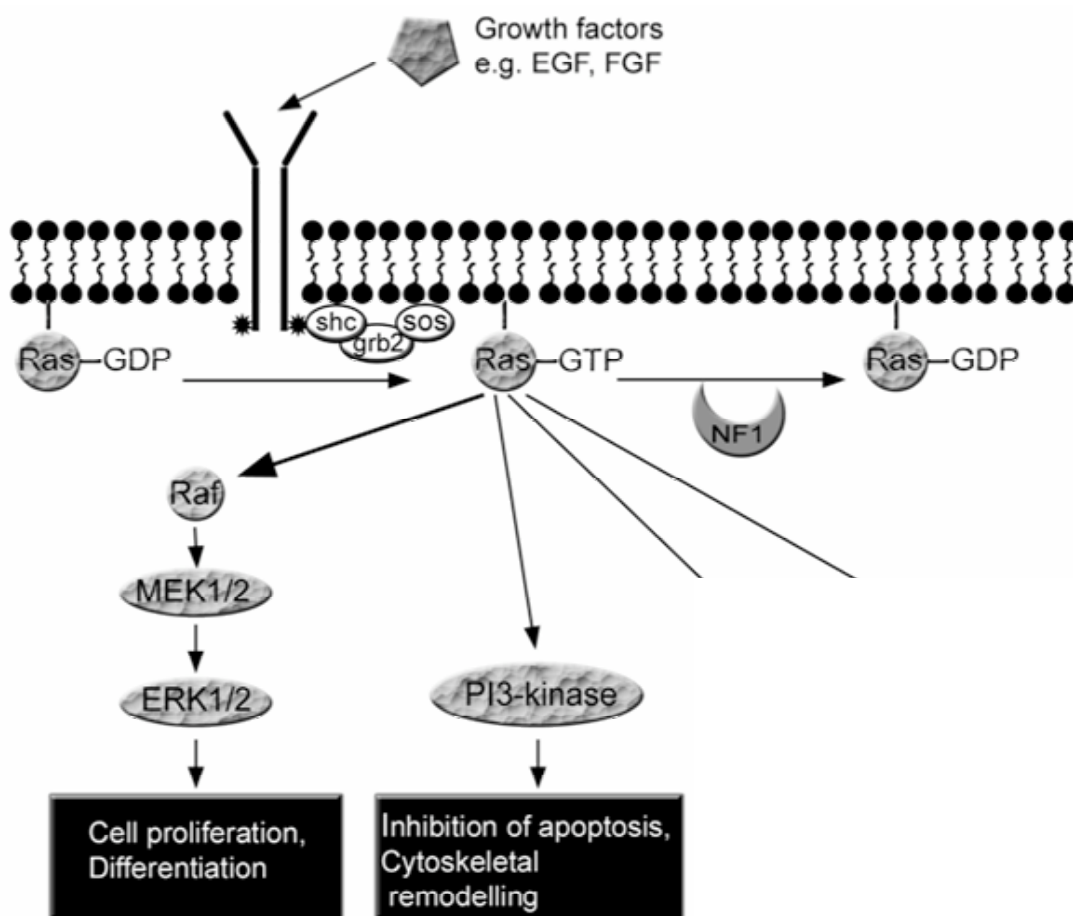 Growth factors
e.g. EGF, FGF
shc
grb2
sos
Ras GDP
Ras GTP
Ras GDP
NF1
Raf
MEK1/2
ERK1/2
PI3-kinase
Cell proliferation,
Differentiation
Inhibition of apoptosis,
Cytoskeletal
remodelling